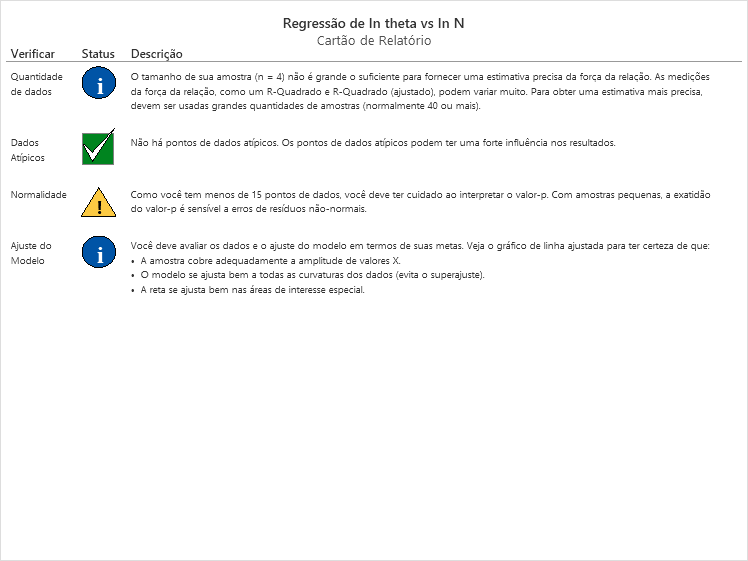 Regressão de ln theta vs ln N
Cartão de Relatório
Verificar Status Descrição
Quantidade de dados
O tamanho de sua amostra (n = 4) não é grande o suficiente para fornecer uma estimativa precisa da força da relação. As medições
da força da relação, como um R-Quadrado e R-Quadrado (ajustado), podem variar muito. Para obter uma estimativa mais precisa,
devem ser usadas grandes quantidades de amostras (normalmente 40 ou mais).
Dados
Atípicos
Não há pontos de dados atípicos. Os pontos de dados atípicos podem ter uma forte influência nos resultados.
Normalidade
Como você tem menos de 15 pontos de dados, você deve ter cuidado ao interpretar o valor-p. Com amostras pequenas, a exatidão
do valor-p é sensível a erros de resíduos não-normais.
Ajuste do
Modelo
Você deve avaliar os dados e o ajuste do modelo em termos de suas metas. Veja o gráfico de linha ajustada para ter certeza de que:
• A amostra cobre adequadamente a amplitude de valores X.
• O modelo se ajusta bem a todas as curvaturas dos dados (evita o superajuste).
• A reta se ajusta bem nas áreas de interesse especial.